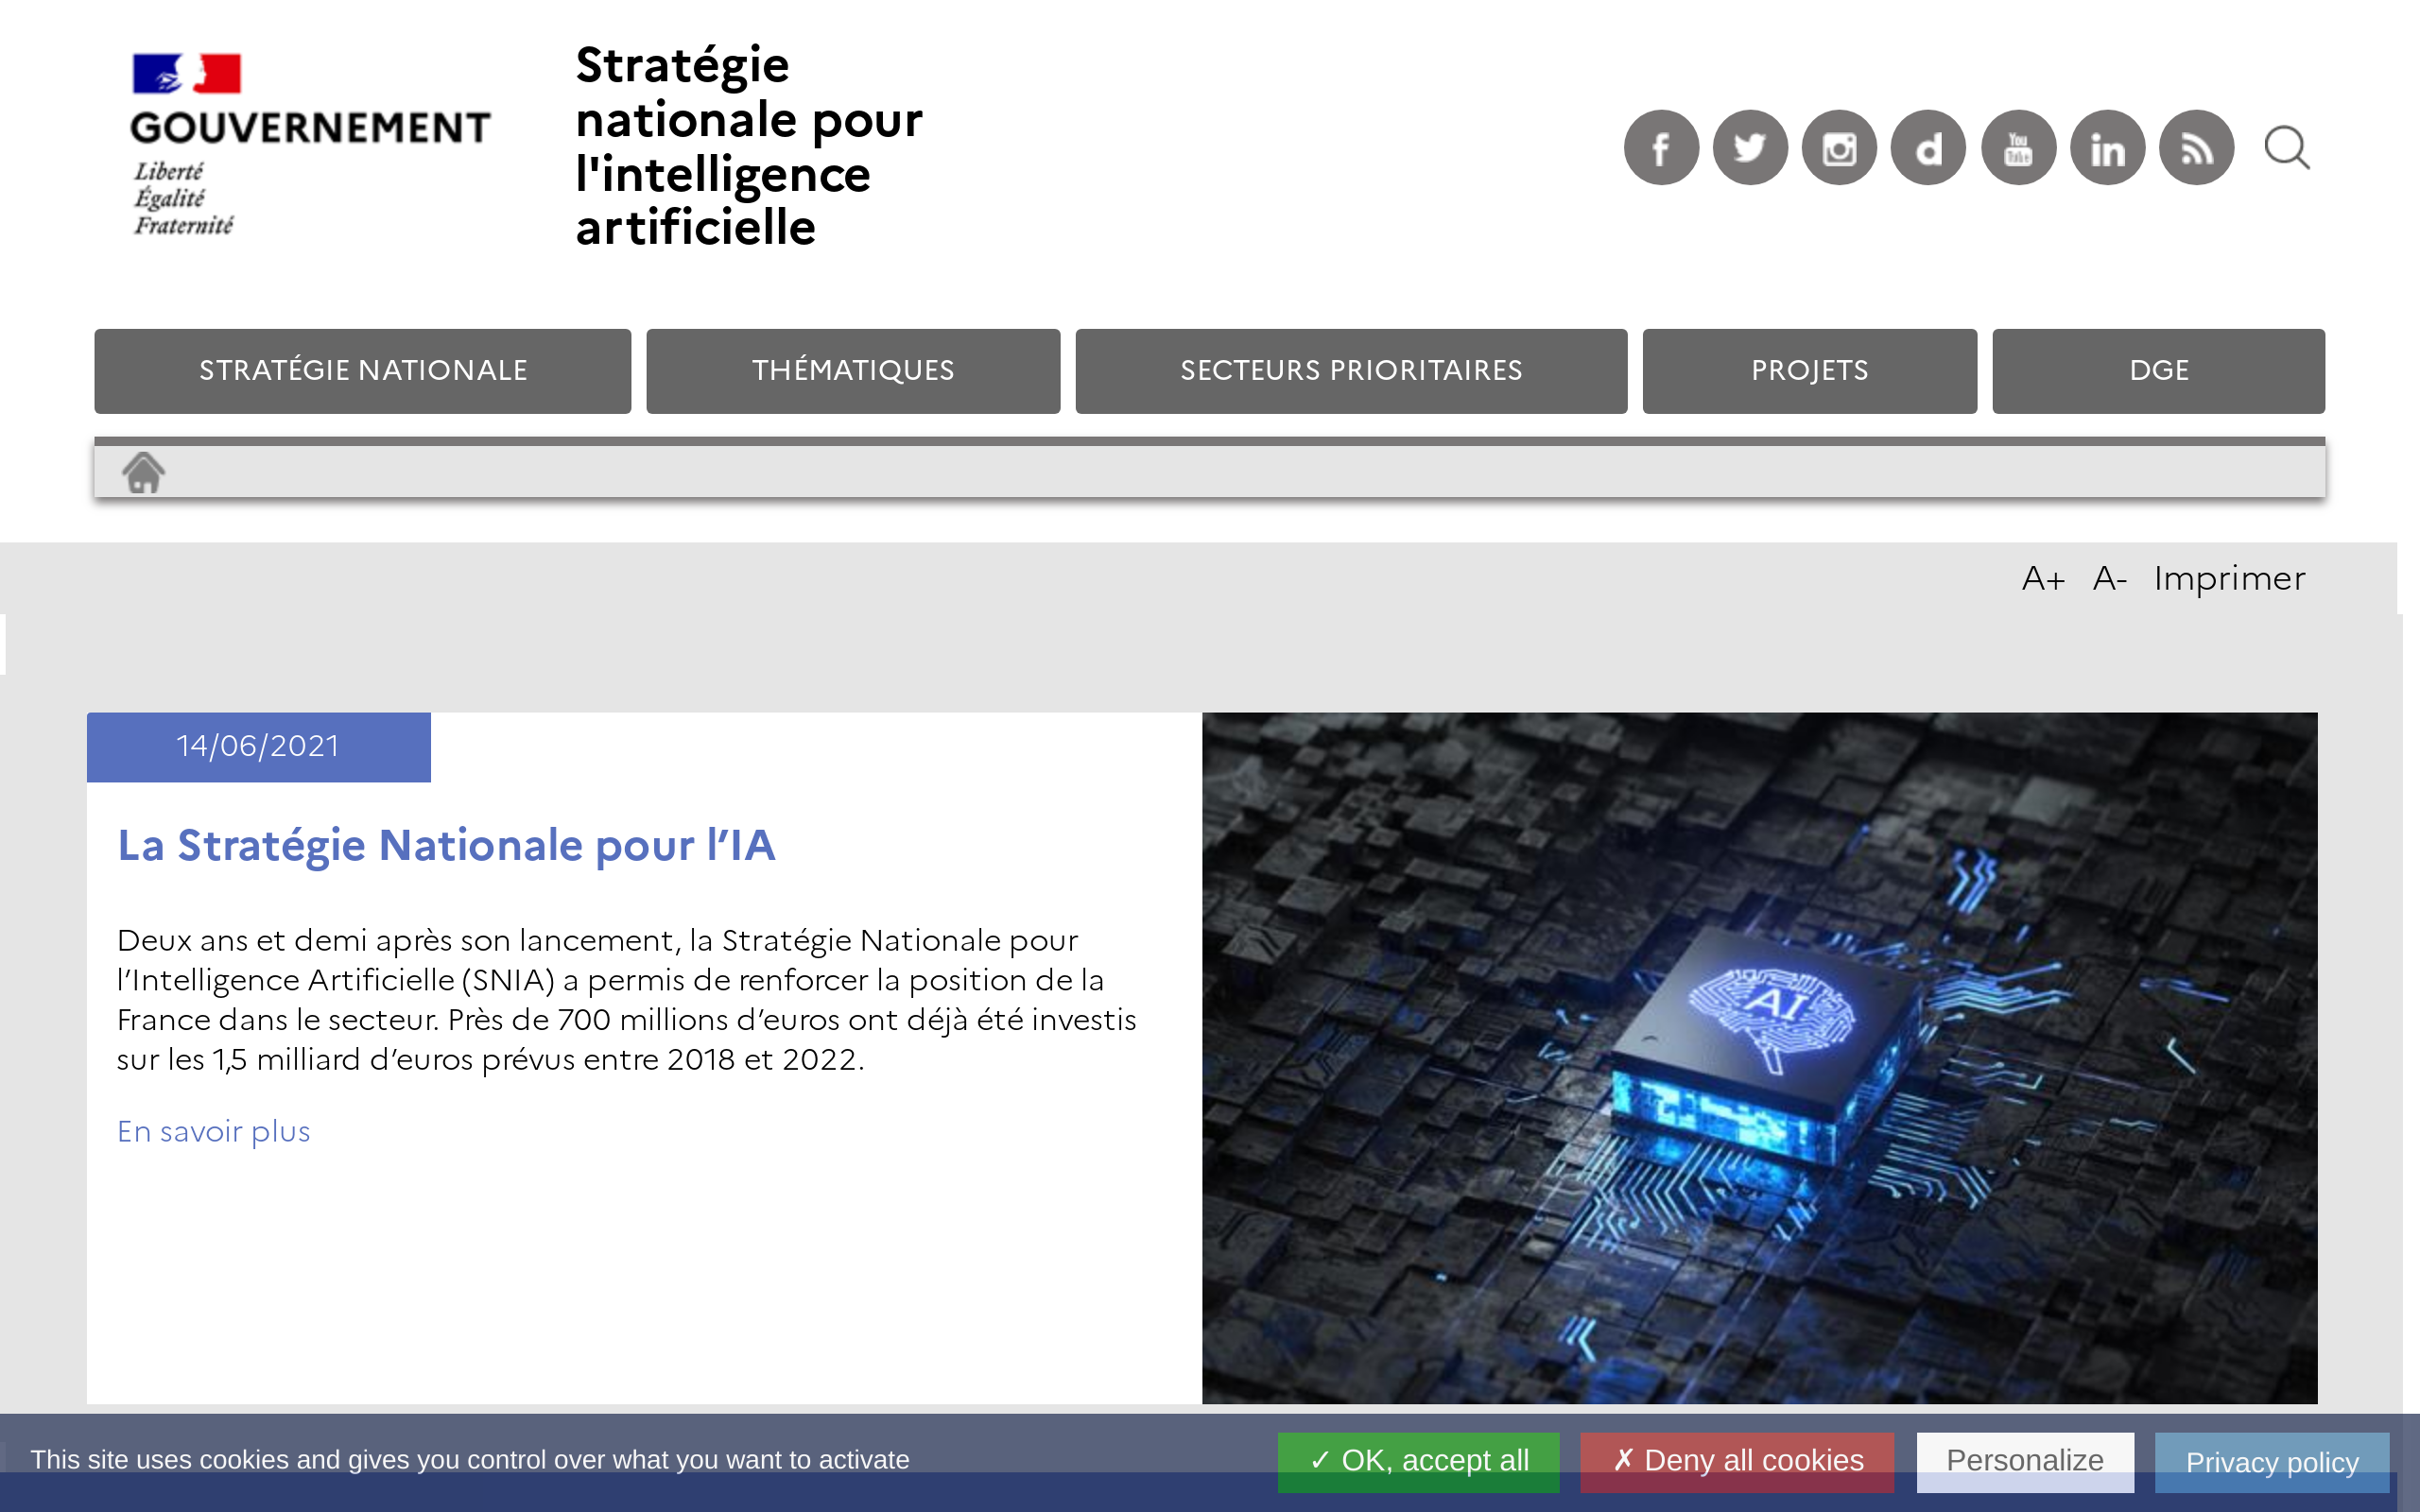 GOUVERNEMENT
Liberté
Égalité
Fraternité
Stratégie
nationale pour
l'intelligence
artificielle
You
Tube
STRATÉGIE NATIONALE
THÉMATIQUES
SECTEURS PRIORITAIRES
PROJETS
DGE
A+ A- Imprimer
14/06/2021
La Stratégie Nationale pour l’IA
Deux ans et demi après son lancement, la Stratégie Nationale pour
l’Intelligence Artificielle (SNIA) a permis de renforcer la position de la
France dans le secteur. Près de 700 millions d’euros ont déjà été investis
sur les 1,5 milliard d’euros prévus entre 2018 et 2022.
En savoir plus
AI
This site uses cookies and gives you control over what you want to activate
✓ OK, accept all
✗ Deny all cookies
Personalize
Privacy policy